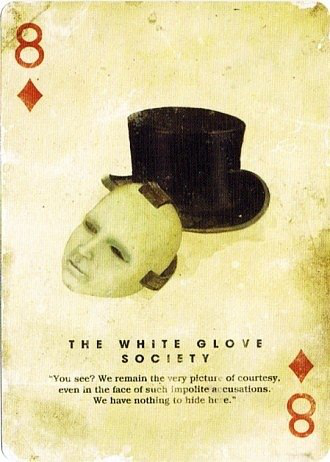 8
THE WHITE GLOVE
SOCIETY
"You see? We remain the very picture of courtesy,
even in the face of such impolite accusations.
We have nothing to hide here."
8